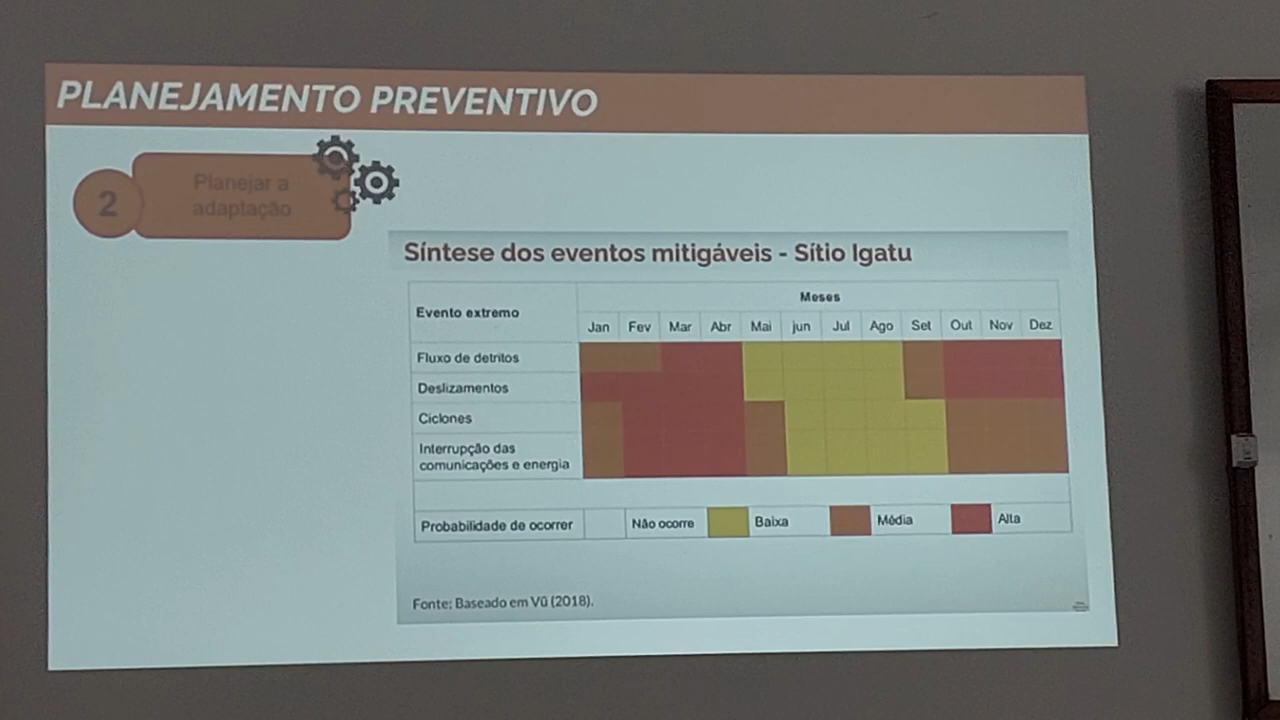 PLANEJAMENTO PREVENTIVO
2
Planejar a
adaptação
Síntese dos eventos mitigáveis - Sítio Igatu
Evento extremo
Meses
Jan Fev Mar Abr Mai jun Jul Ago Set Out Nov Dez
Fluxo de detritos
Deslizamentos
Ciclones
Interrupção das
comunicações e energia
Probabilidade de ocorrer Não ocorre Baixa Média Alta
Fonte: Baseado em Vũ (2018).